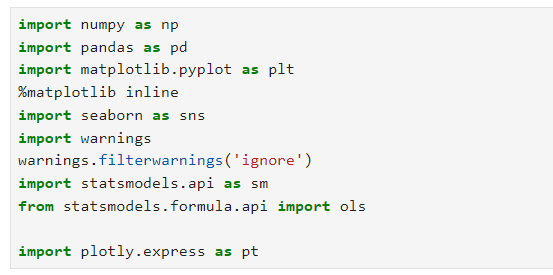 import numpy as np
import pandas as pd
import matplotlib.pyplot as plt
%matplotlib inline
import seaborn as sns
import warnings
warnings.filterwarnings('ignore')
import statsmodels.api as sm
from statsmodels.formula.api import ols
import plotly.express as pt